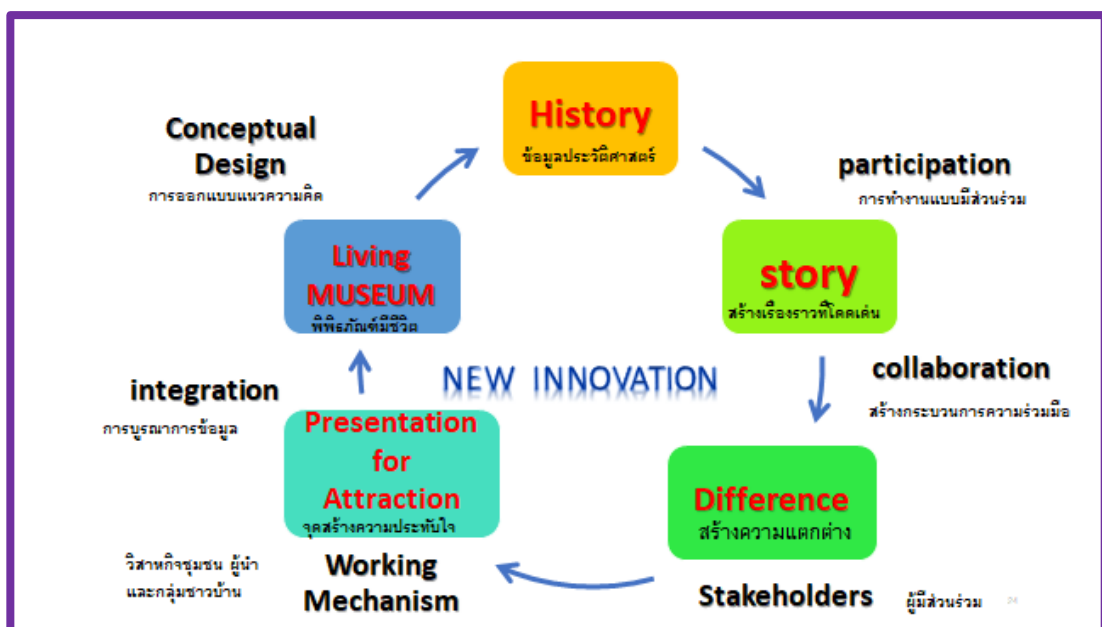 History
ข้อมูลประวัติศาสตร์
Conceptual
Design
การออกแบบแนวความคิด
participation
การทำงานแบบมีส่วนร่วม
Living
MUSEUM
พิพิธภัณฑ์มีชีวิต
story
สร้างเรื่องราวที่โดดเด่น
NEW INNOVATION
collaboration
สร้างกระบวนการความร่วมมือ
integration
การบูรณาการข้อมูล
Presentation
for
Attraction
จุดสร้างความประทับใจ
Difference
สร้างความแตกต่าง
วิสาหกิจชุมชน ผู้นำ
และกลุ่มชาวบ้าน
Working
Mechanism
Stakeholders
ผู้มีส่วนร่วม
24